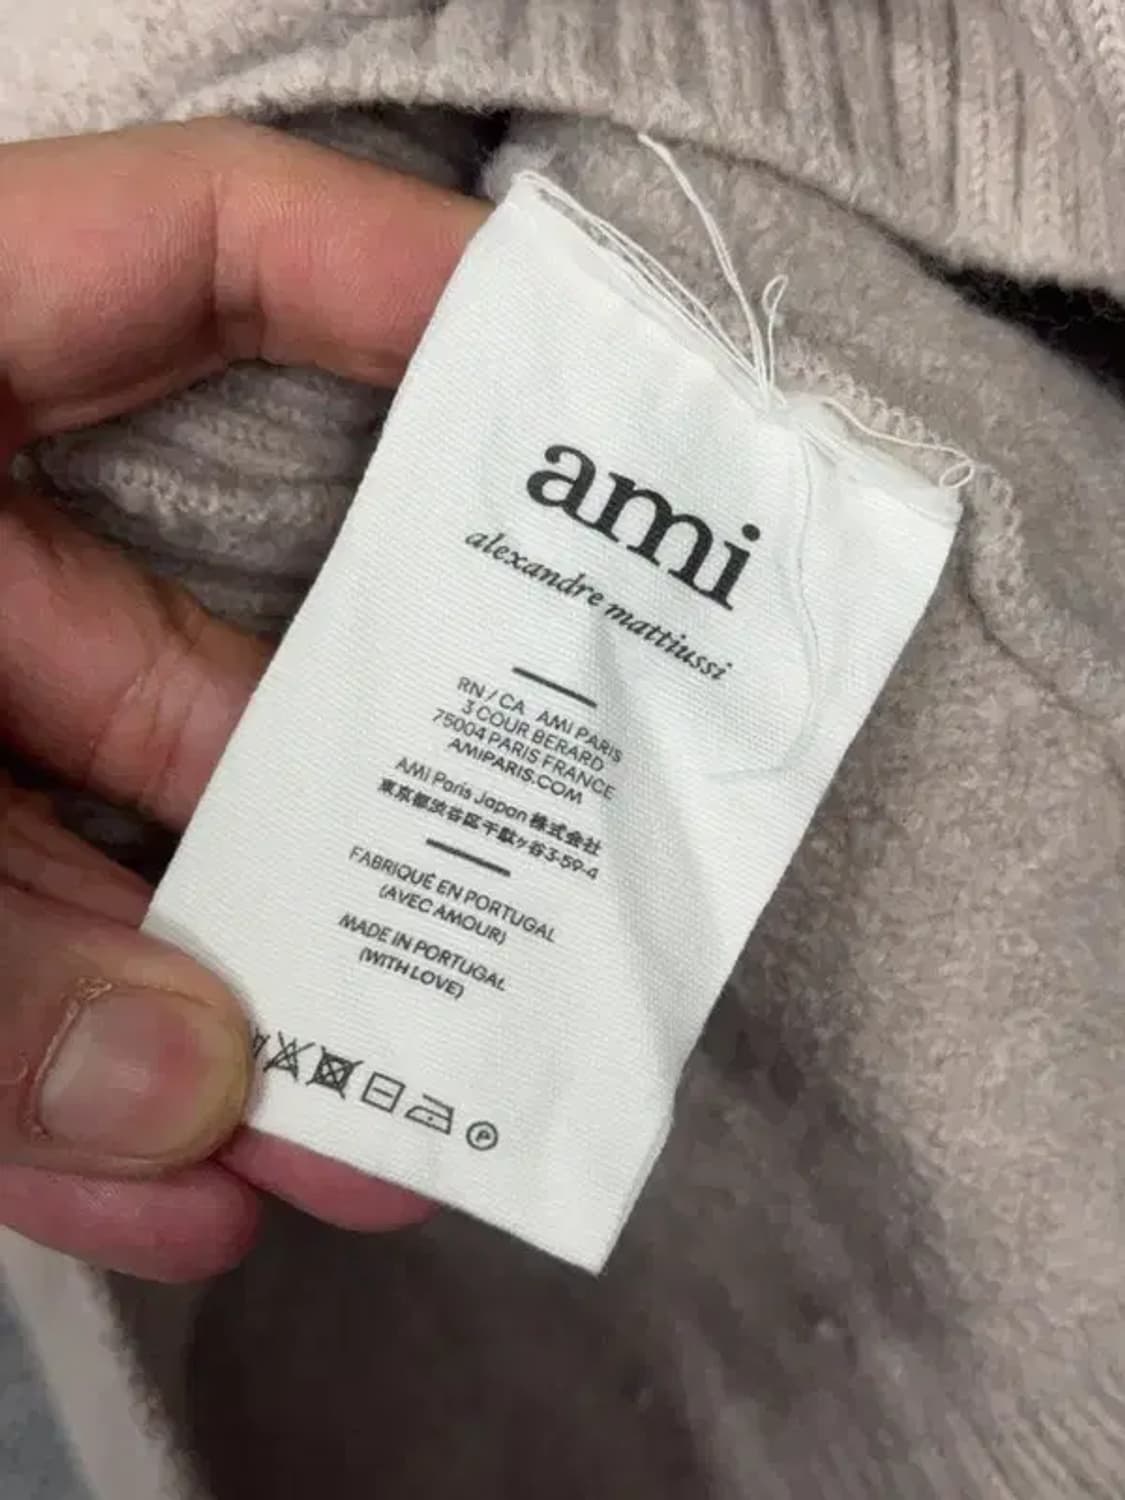 ami
alexandre mattiussi
RN / CA AMI PARIS
3 COUR BERARD
75004 PARIS FRANCE
AMIPARIS.COM
AMI Paris Japan 株式会社
東京都渋谷区千駄ヶ谷3-59-4
FABRIQUÉ EN PORTUGAL
(AVEC AMOUR)
MADE IN PORTUGAL
(WITH LOVE)
P